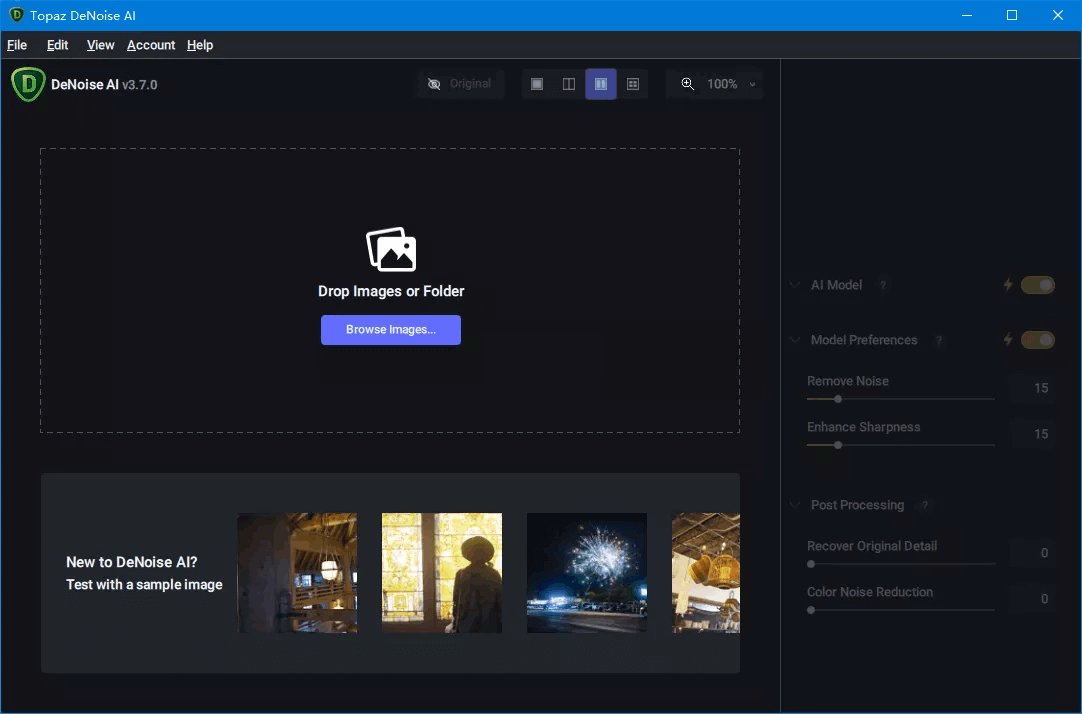 Topaz DeNoise AI
File Edit View Account Help
D DeNoise AI v3.7.0
Original
100%
Drop Images or Folder
Browse Images...
New to DeNoise AI?
Test with a sample image
AI Model ?
Model Preferences ?
Remove Noise 15
Enhance Sharpness 15
Post Processing ?
Recover Original Detail 0
Color Noise Reduction 0